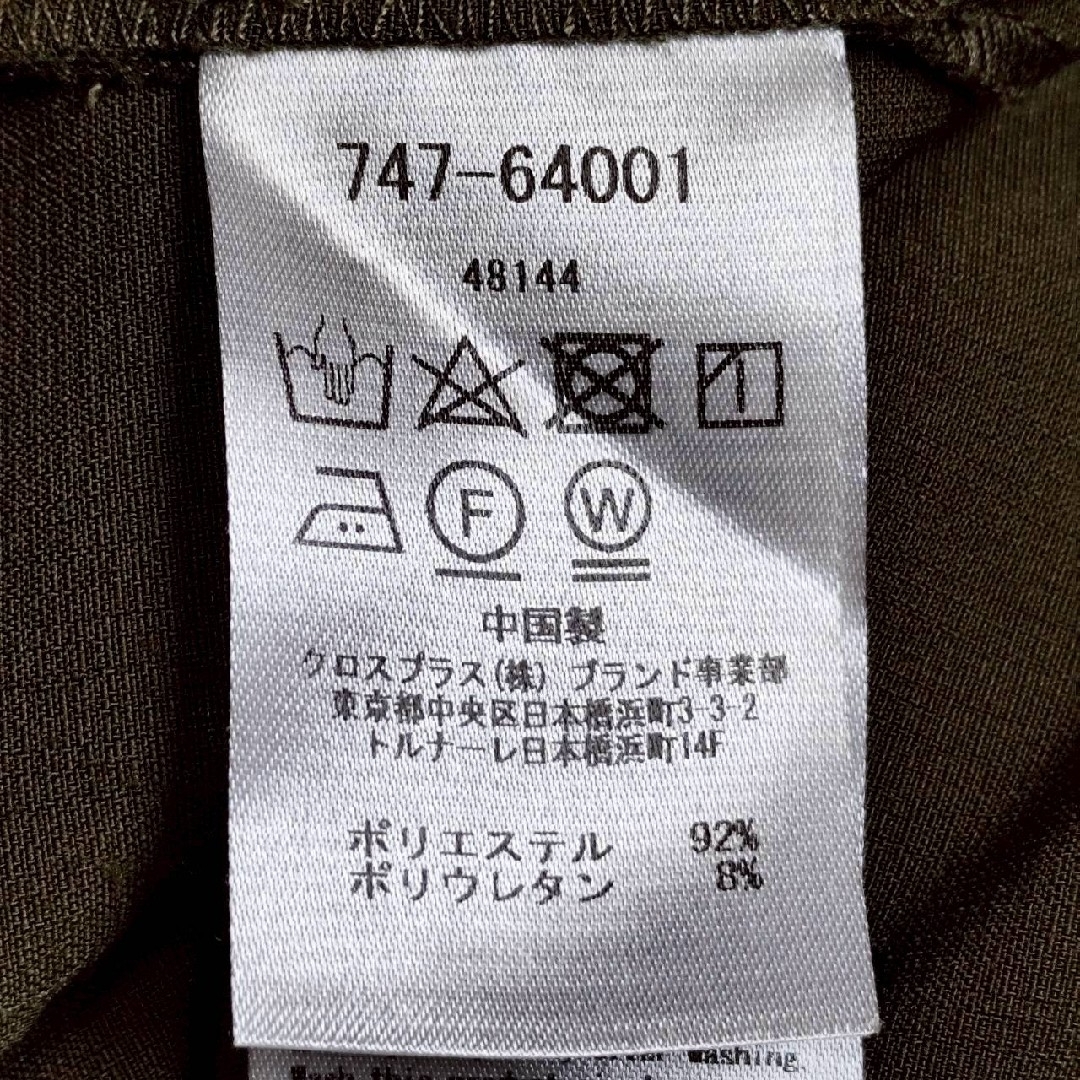 747-64001
48144
F W
中国製
クロスプラス(株) ブランド事業部
東京都中央区日本橋浜町3-3-2
トルナーレ日本橋浜町14F
ポリエステル 92%
ポリウレタン 8%
washing,
Wash this